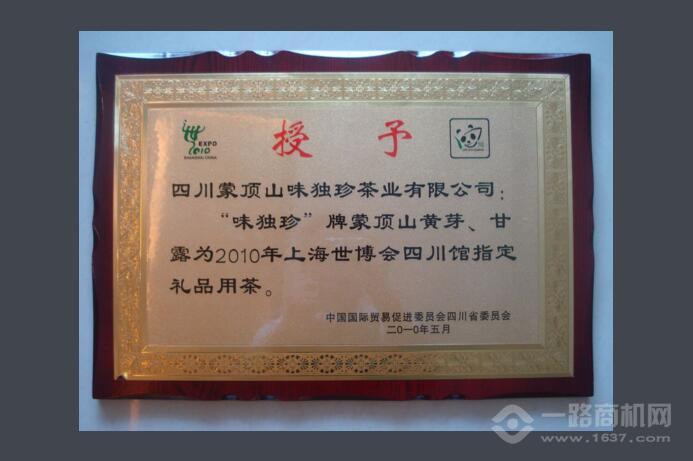 EXPO
2010
SHANGHAI CHINA
授 予
四川蒙顶山味独珍茶业有限公司：
“味独珍”牌蒙顶山黄芽、甘
露为2010年上海世博会四川馆指定
礼品用茶。
中国国际贸易促进委员会四川省委员会
二〇一〇年五月
一路商机网
www.1637.com